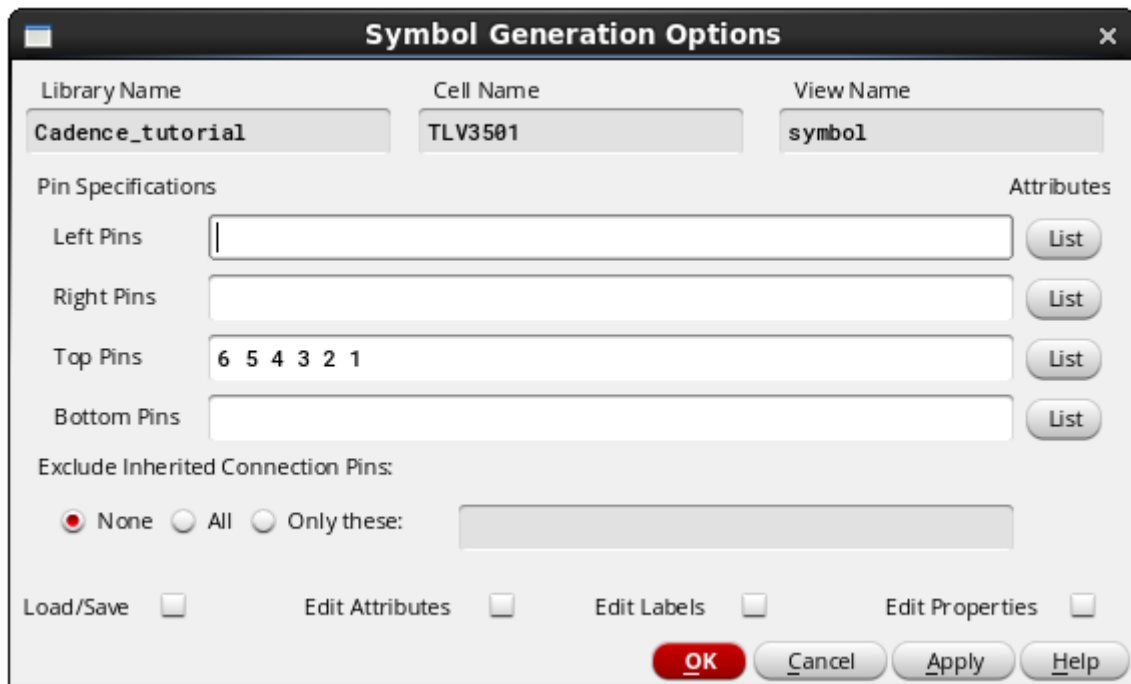 Symbol Generation Options
Library Name Cell Name View Name
Cadence_tutorial TLV3501 symbol
Pin Specifications Attributes
Left Pins List
Right Pins List
Top Pins 6 5 4 3 2 1 List
Bottom Pins List
Exclude Inherited Connection Pins:
None All Only these:
Load/Save Edit Attributes Edit Labels Edit Properties
OK Cancel Apply Help